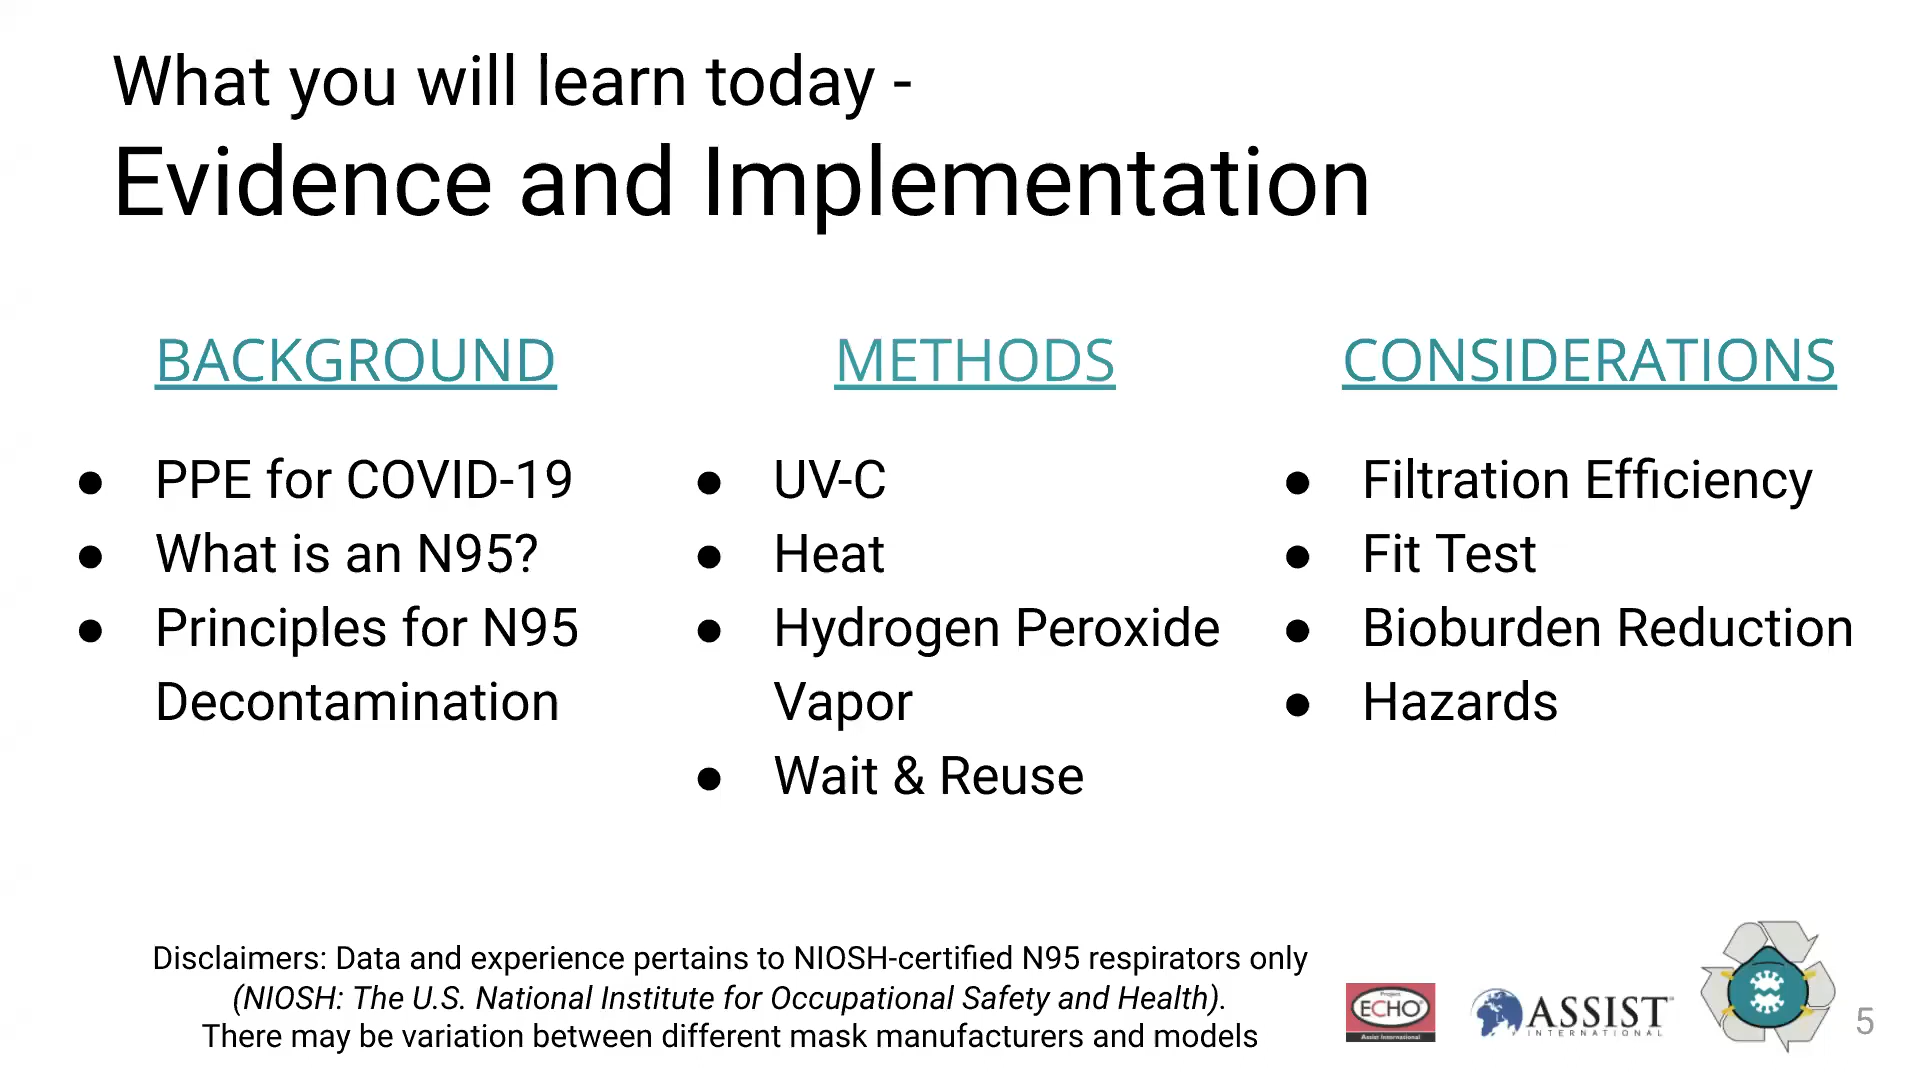 What you will learn today -
Evidence and Implementation
BACKGROUND
● PPE for COVID-19
● What is an N95?
● Principles for N95
Decontamination
METHODS
● UV-C
● Heat
● Hydrogen Peroxide
Vapor
● Wait & Reuse
CONSIDERATIONS
● Filtration Efficiency
● Fit Test
● Bioburden Reduction
● Hazards
Disclaimers: Data and experience pertains to NIOSH-certified N95 respirators only
(NIOSH: The U.S. National Institute for Occupational Safety and Health).
There may be variation between different mask manufacturers and models
Project
ECHO®
Assist International
ASSIST
INTERNATIONAL
5